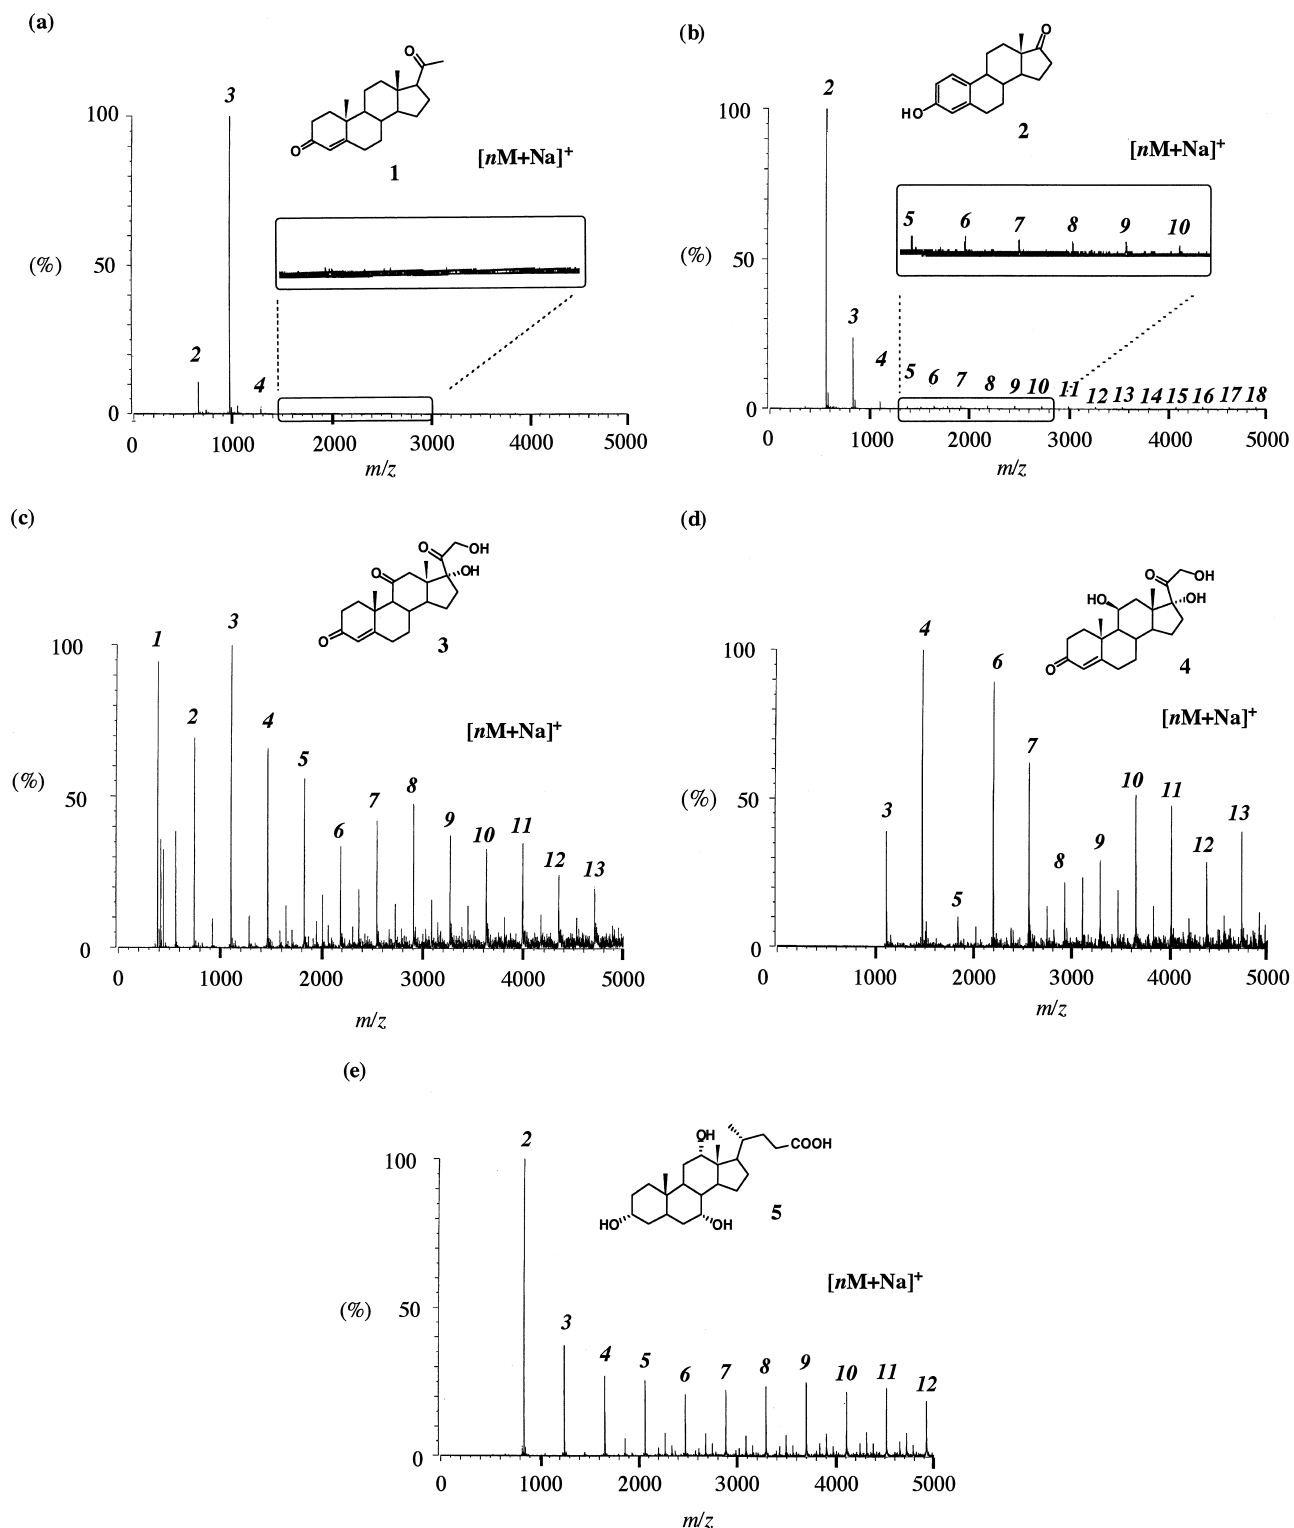 (a)
3
100
O
O
1
[nM+Na]+
(%)
50
2
4
0
0 1000 2000 3000 4000 5000
m/z
(b)
2
100
O
HO
2
[nM+Na]+
5 6 7 8 9 10
(%)
50
3
4
5 6 7 8 9 10 11 12 13 14 15 16 17 18
0
0 1000 2000 3000 4000 5000
m/z
(c)
O
OH
O
OH
O
3
1
3
100
2
4
[nM+Na]+
5
(%)
50
6
7
8
9
10
11
12
13
0
0 1000 2000 3000 4000 5000
m/z
(d)
O
OH
HO
OH
O
4
4
100
6
[nM+Na]+
7
(%)
50
3
5
8
9
10
11
12
13
0
0 1000 2000 3000 4000 5000
m/z
(e)
2
100
OH
COOH
HO
OH
5
[nM+Na]+
(%)
50
3
4 5 6 7 8 9 10 11 12
0
0 1000 2000 3000 4000 5000
m/z